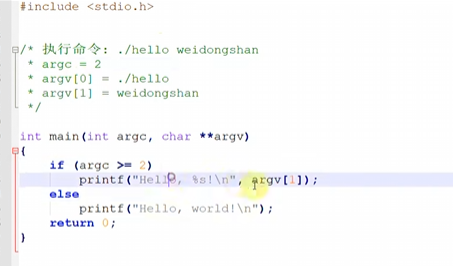 #include <stdio.h>
/* 执行命令: ./hello weidongshan
 * argc = 2
 * argv[0] = ./hello
 * argv[1] = weidongshan
 */
int main(int argc, char **argv)
{
    if (argc >= 2)
        printf("Hello, %s!\n", argv[1]);
    else
        printf("Hello, world!\n");
    return 0;
}